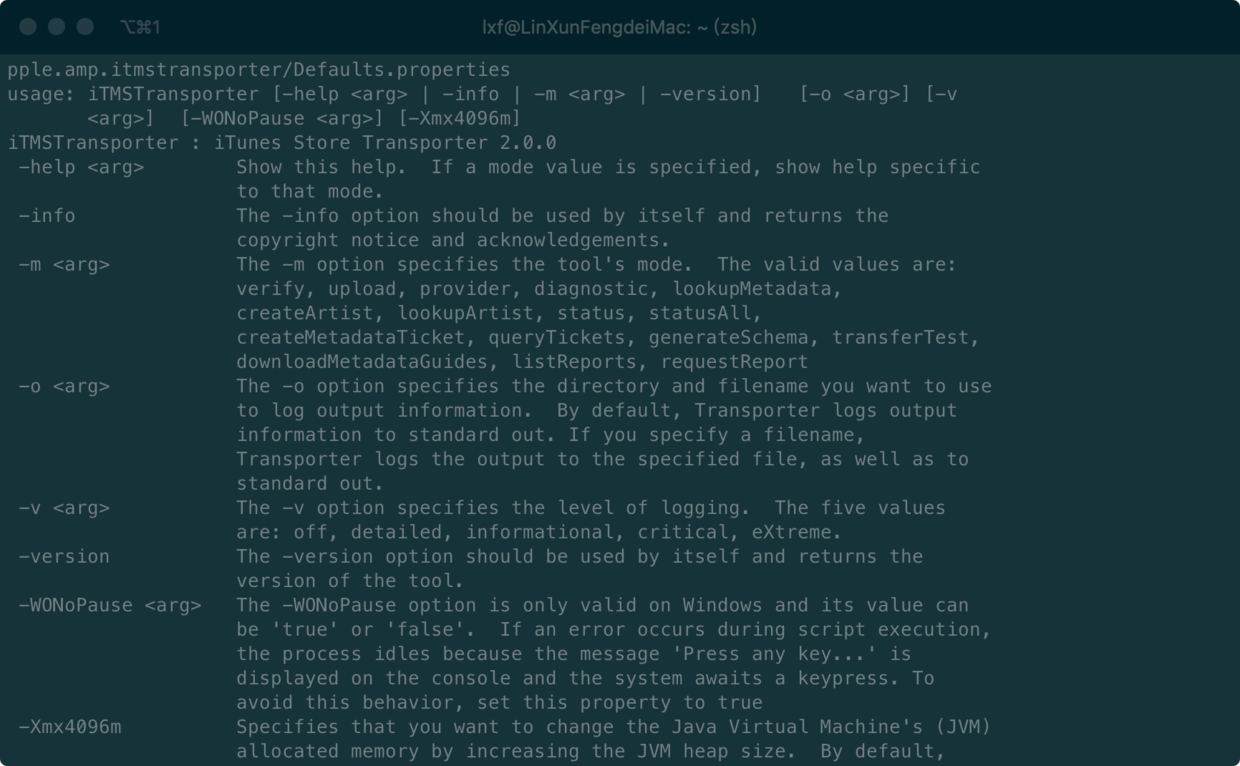 ⌥⌘1
lxf@LinXunFengdeiMac: ~ (zsh)
pple.amp.itmstransporter/Defaults.properties
usage: iTMSTransporter [-help <arg> | -info | -m <arg> | -version]   [-o <arg>] [-v
       <arg>]  [-WONoPause <arg>] [-Xmx4096m]
iTMSTransporter : iTunes Store Transporter 2.0.0
 -help <arg>        Show this help.  If a mode value is specified, show help specific
                    to that mode.
 -info              The -info option should be used by itself and returns the
                    copyright notice and acknowledgements.
 -m <arg>           The -m option specifies the tool's mode.  The valid values are:
                    verify, upload, provider, diagnostic, lookupMetadata,
                    createArtist, lookupArtist, status, statusAll,
                    createMetadataTicket, queryTickets, generateSchema, transferTest,
                    downloadMetadataGuides, listReports, requestReport
 -o <arg>           The -o option specifies the directory and filename you want to use
                    to log output information.  By default, Transporter logs output
                    information to standard out. If you specify a filename,
                    Transporter logs the output to the specified file, as well as to
                    standard out.
 -v <arg>           The -v option specifies the level of logging.  The five values
                    are: off, detailed, informational, critical, eXtreme.
 -version           The -version option should be used by itself and returns the
                    version of the tool.
 -WONoPause <arg>   The -WONoPause option is only valid on Windows and its value can
                    be 'true' or 'false'.  If an error occurs during script execution,
                    the process idles because the message 'Press any key...' is
                    displayed on the console and the system awaits a keypress. To
                    avoid this behavior, set this property to true
 -Xmx4096m          Specifies that you want to change the Java Virtual Machine's (JVM)
                    allocated memory by increasing the JVM heap size.  By default,